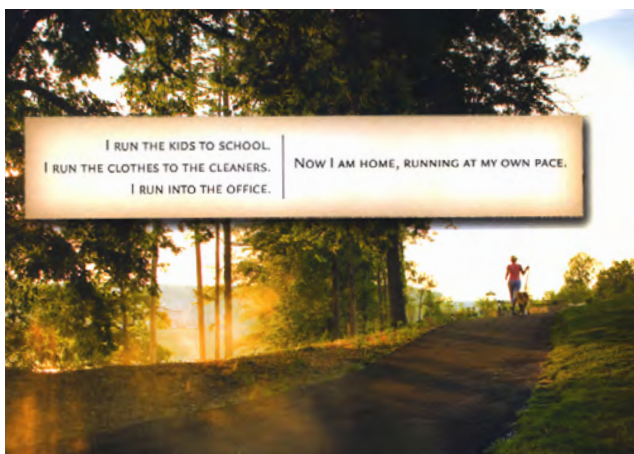 I RUN THE KIDS TO SCHOOL.
I RUN THE CLOTHES TO THE CLEANERS.
I RUN INTO THE OFFICE.
NOW I AM HOME, RUNNING AT MY OWN PACE.